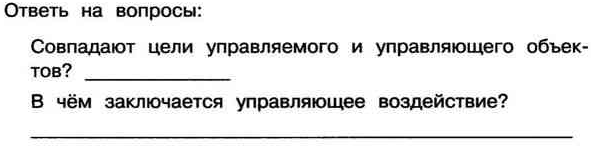 Ответь на вопросы:
Совпадают цели управляемого и управляющего объек-
тов?
В чём заключается управляющее воздействие?